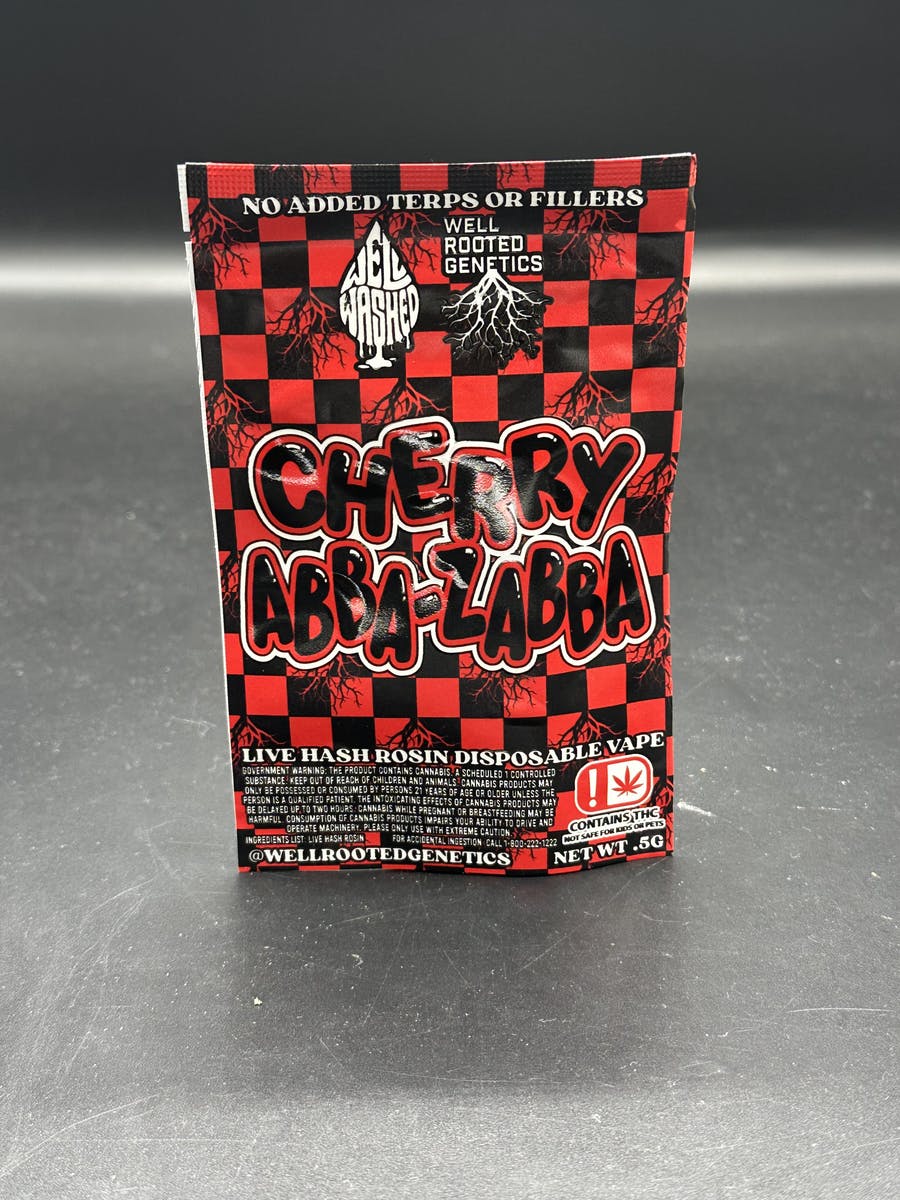 NO ADDED TERPS OR FILLERS
WELL
WASHED
WELL
ROOTED
GENETICS
CHERRY
ABBA-ZABBA
LIVE HASH ROSIN DISPOSABLE VAPE
GOVERNMENT WARNING: THE PRODUCT CONTAINS CANNABIS, A SCHEDULED 1 CONTROLLED
SUBSTANCE. KEEP OUT OF REACH OF CHILDREN AND ANIMALS. CANNABIS PRODUCTS MAY
ONLY BE POSSESSED OR CONSUMED BY PERSONS 21 YEARS OF AGE OR OLDER UNLESS THE
PERSON IS A QUALIFIED PATIENT. THE INTOXICATING EFFECTS OF CANNABIS PRODUCTS MAY
BE DELAYED UP TO TWO HOURS. CANNABIS WHILE PREGNANT OR BREASTFEEDING MAY BE
HARMFUL. CONSUMPTION OF CANNABIS PRODUCTS IMPAIRS YOUR ABILITY TO DRIVE AND
OPERATE MACHINERY. PLEASE ONLY USE WITH EXTREME CAUTION.
INGREDIENTS LIST: LIVE HASH ROSIN FOR ACCIDENTAL INGESTION: CALL 1-800-222-1222
!
CONTAINS THC
NOT SAFE FOR KIDS OR PETS
@WELLROOTEDGENETICS NET WT .5G